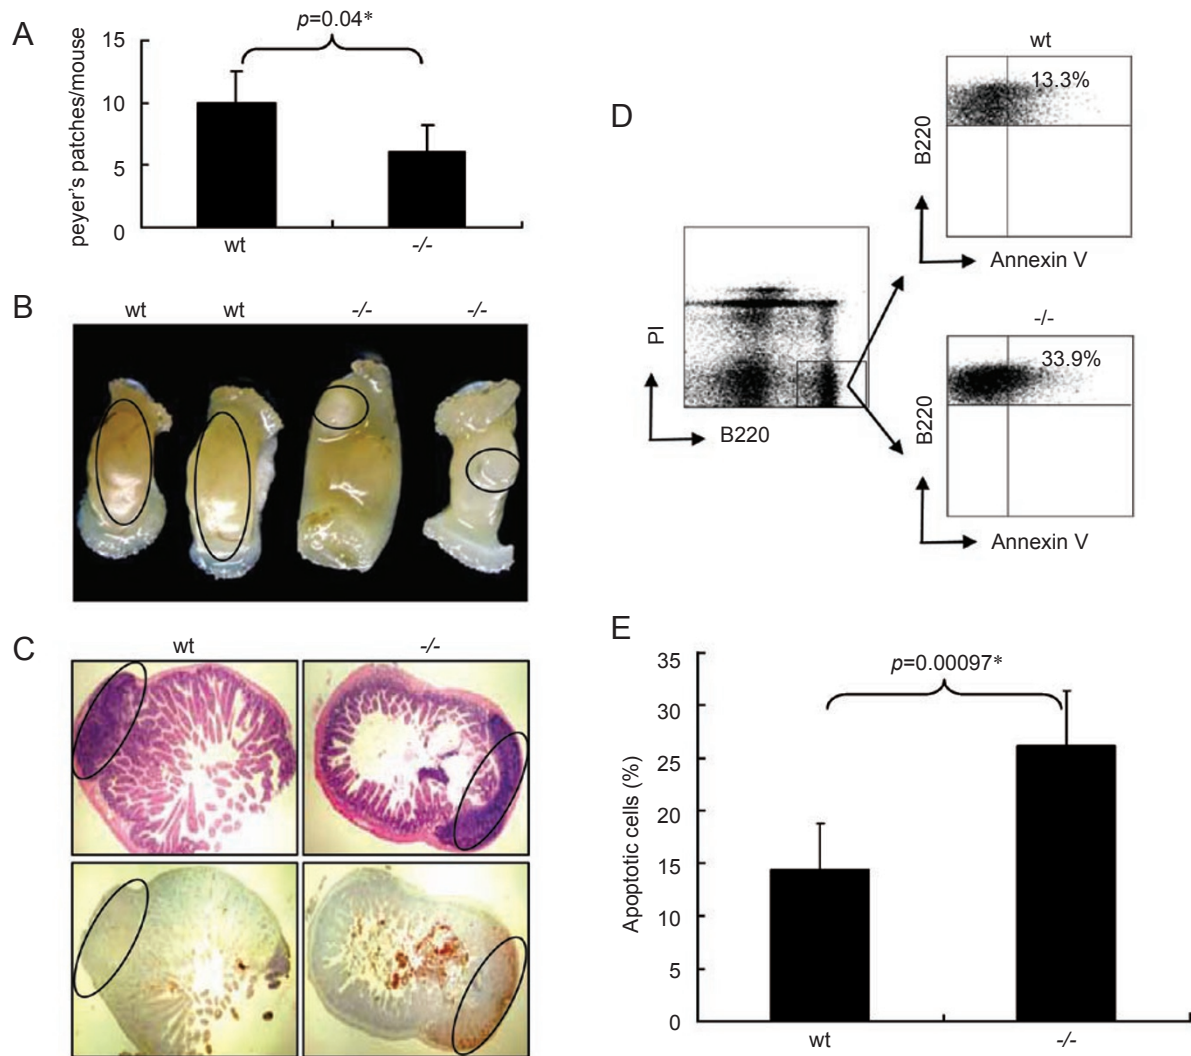 A
peyer's patches/mouse
15
10
5
0
p=0.04*
wt
-/-
B
wt
wt
-/-
-/-
C
wt
-/-
D
PI
B220
wt
13.3%
B220
Annexin V
-/-
33.9%
B220
Annexin V
E
Apoptotic cells (%)
35
30
25
20
15
10
5
0
p=0.00097*
wt
-/-